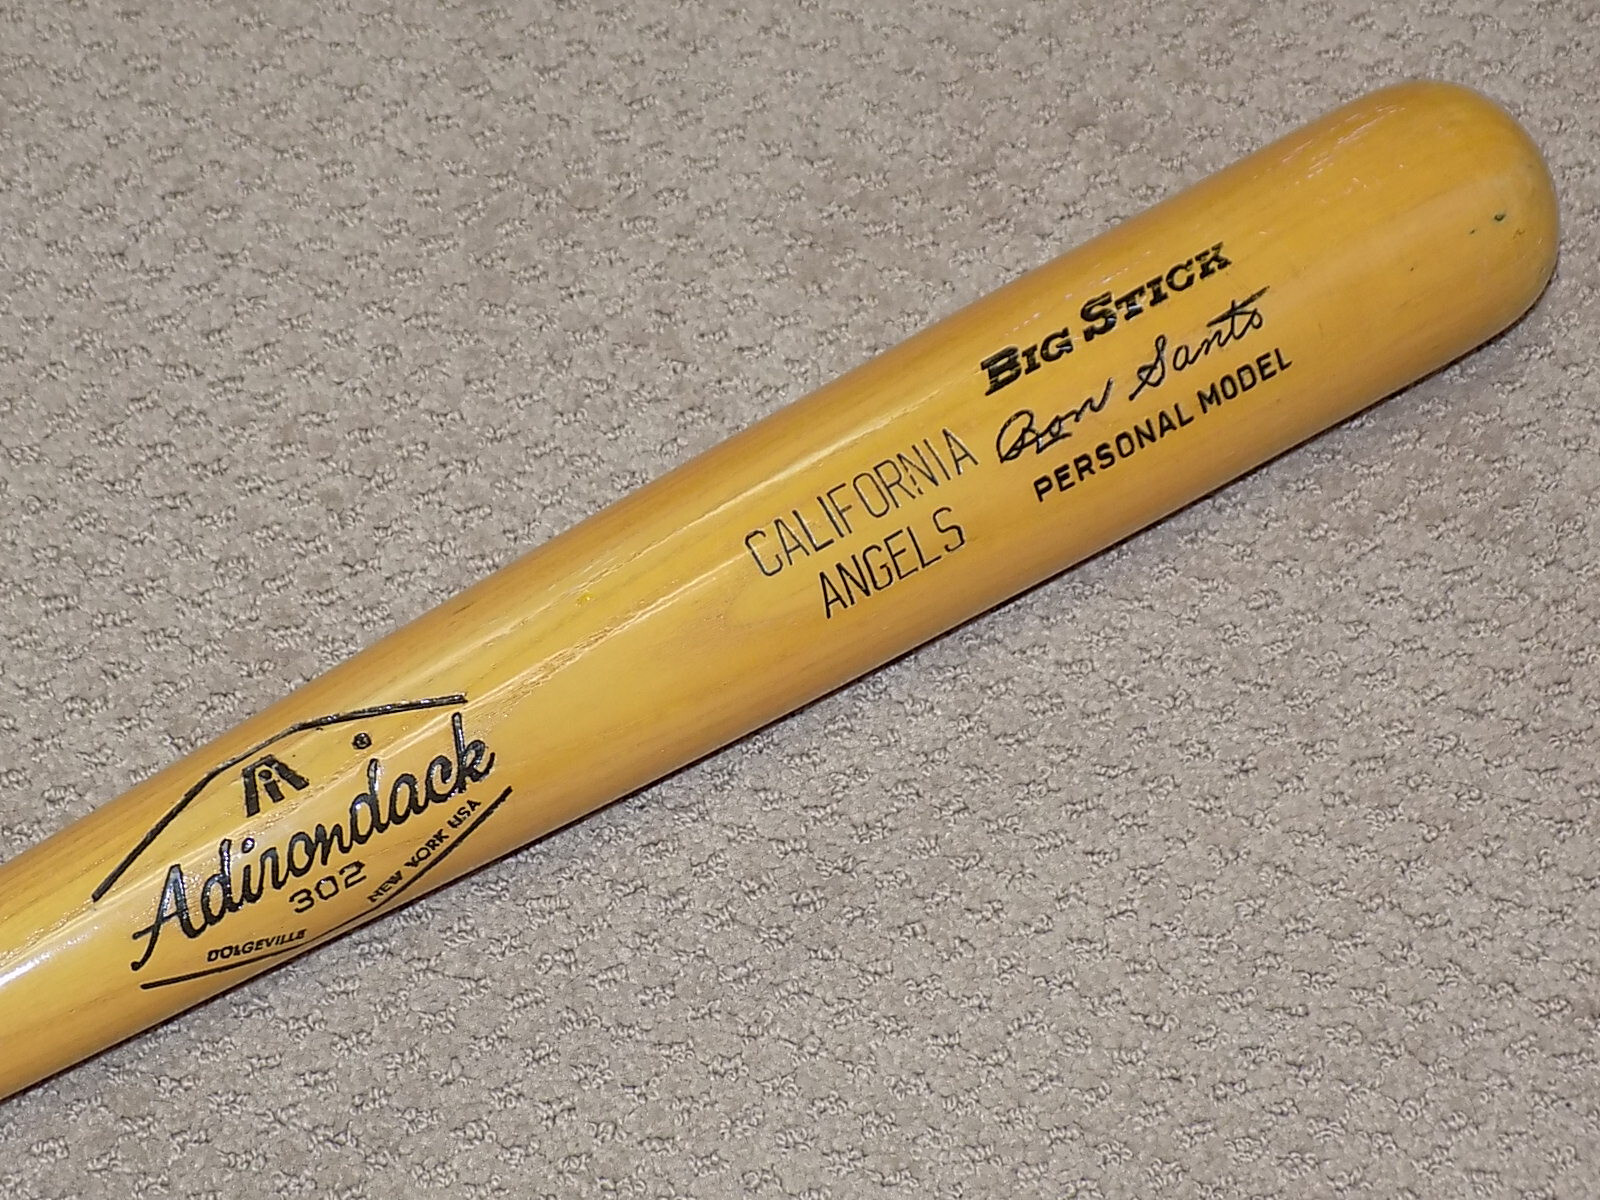 BIG STICK
Ron Santo
PERSONAL MODEL
CALIFORNIA
ANGELS
Adirondack
302
DOLGEVILLE NEW YORK USA